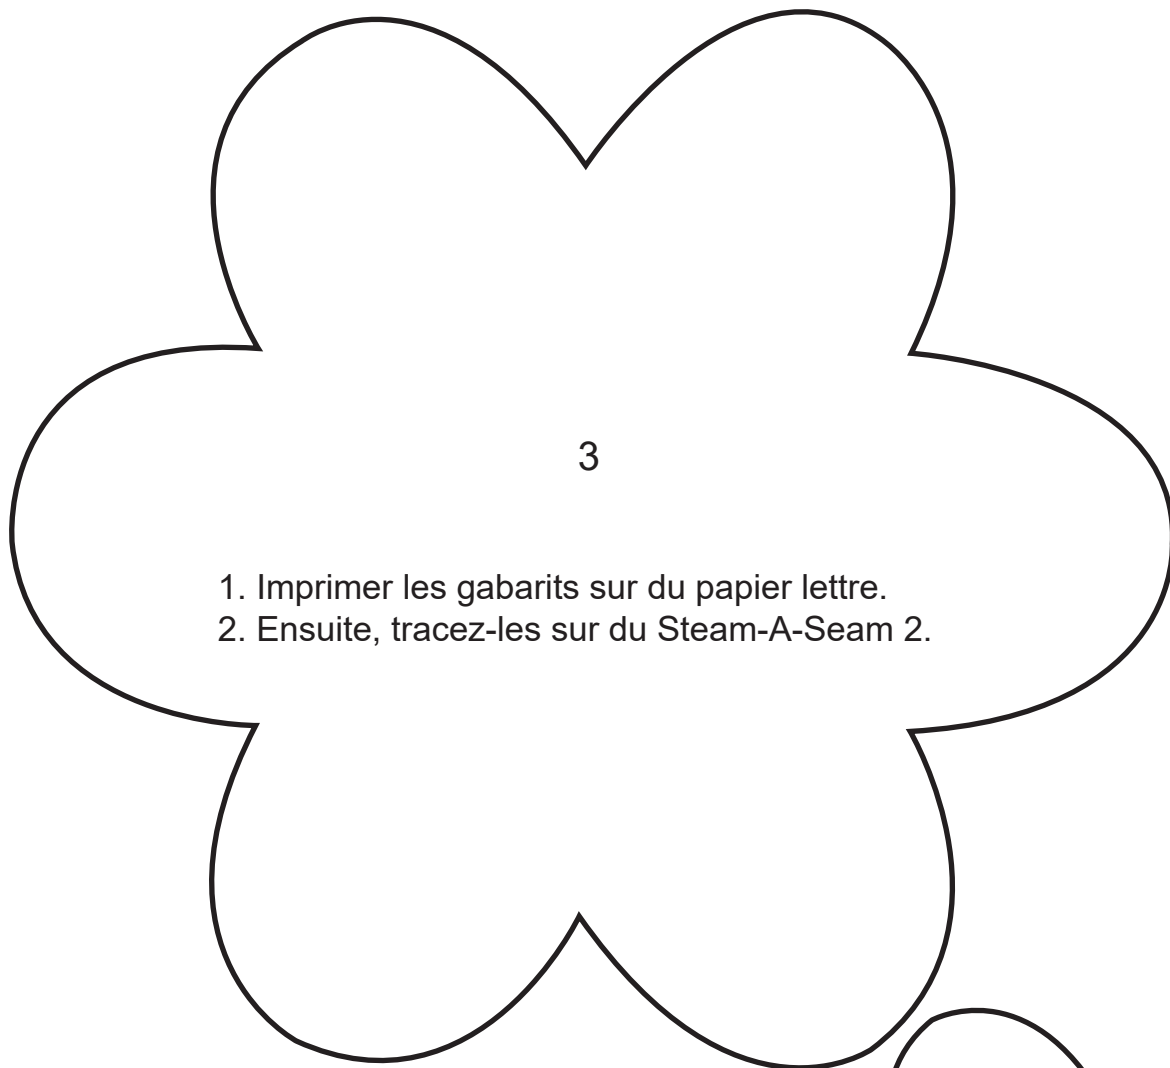 3
1. Imprimer les gabarits sur du papier lettre.
2. Ensuite, tracez-les sur du Steam-A-Seam 2.